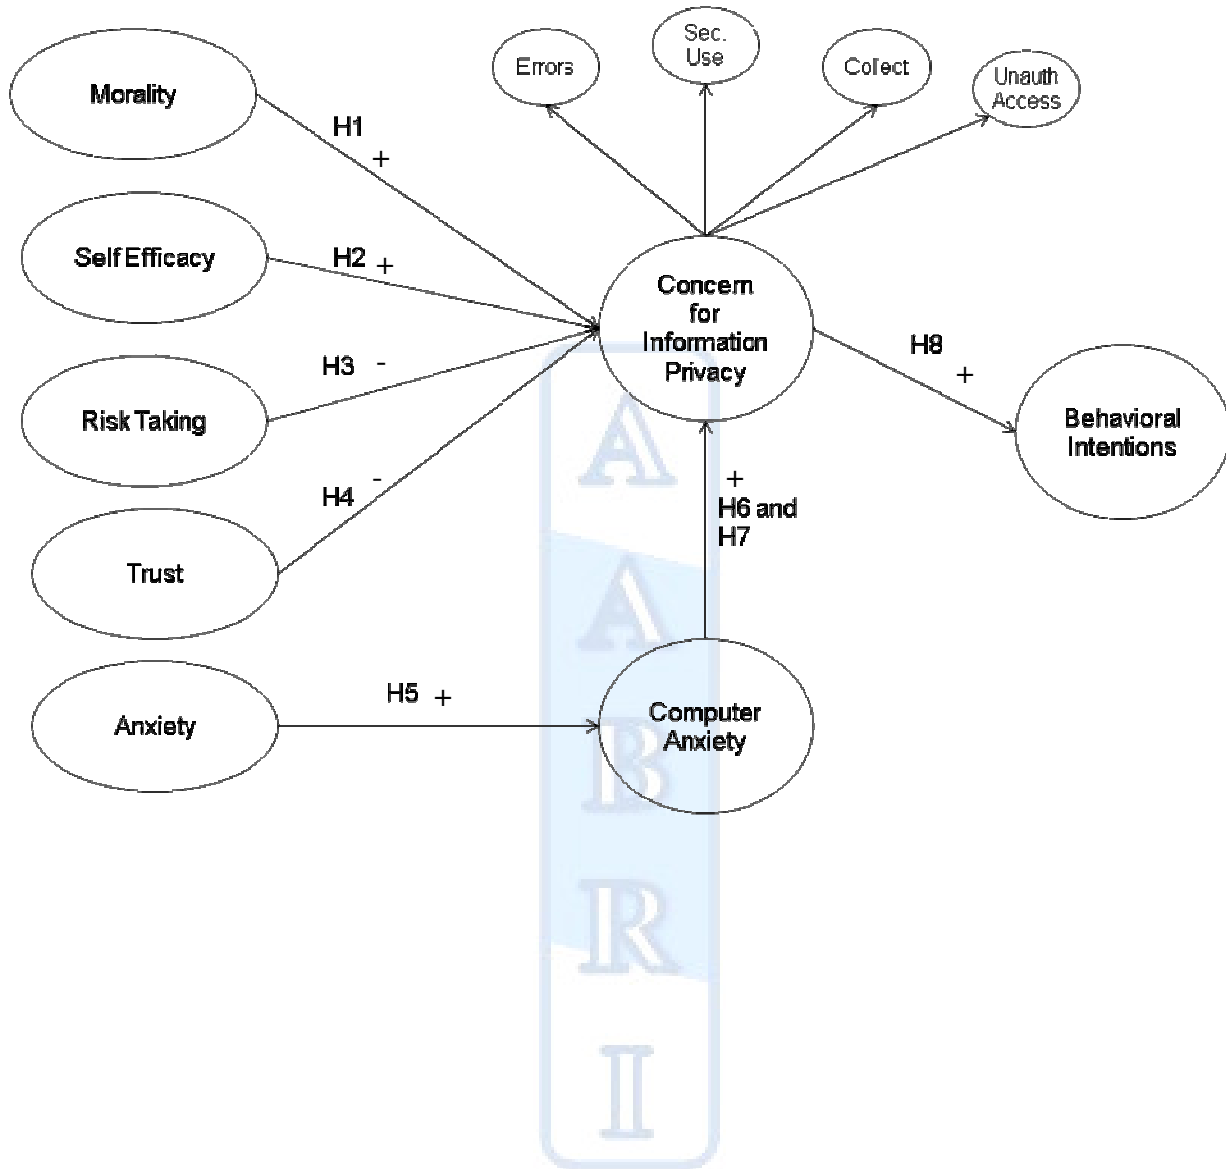 Errors
Sec.
Use
Collect
Unauth
Access
Morality
H1
+
Self Efficacy
H2 +
Concern
for
Information
Privacy
H3 -
Risk Taking
H8
+
Behavioral
Intentions
H4 -
Trust
+
H6 and
H7
Anxiety
H5 +
Computer
Anxiety
A
A
B
R
I